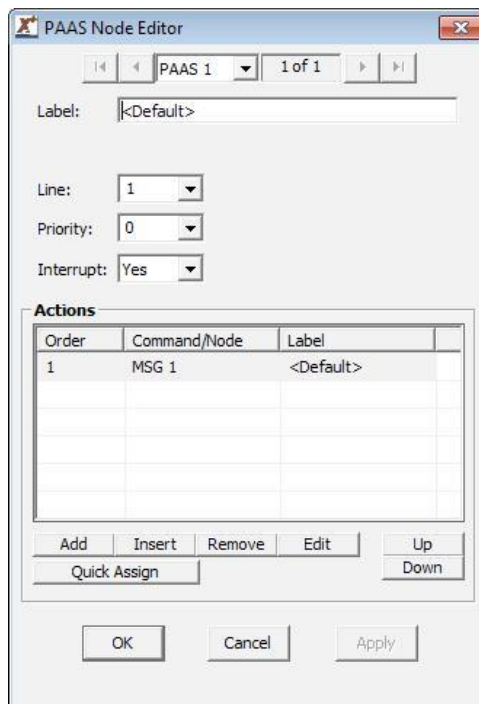 PAAS Node Editor
PAAS 1 1 of 1
Label: <Default>
Line: 1
Priority: 0
Interrupt: Yes
Actions
Order Command/Node Label
1 MSG 1 <Default>
Add Insert Remove Edit Up
Quick Assign Down
OK Cancel Apply